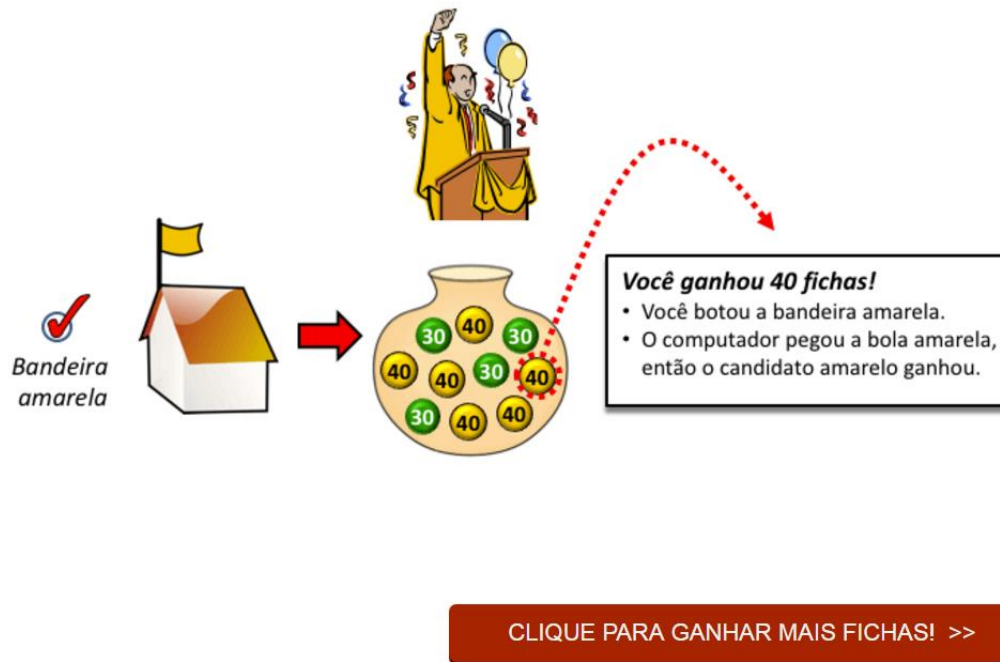 Bandeira
amarela
30
40
30
40
40
30
40
30
40
40
Você ganhou 40 fichas!
• Você botou a bandeira amarela.
• O computador pegou a bola amarela,
então o candidato amarelo ganhou.
CLIQUE PARA GANHAR MAIS FICHAS! >>